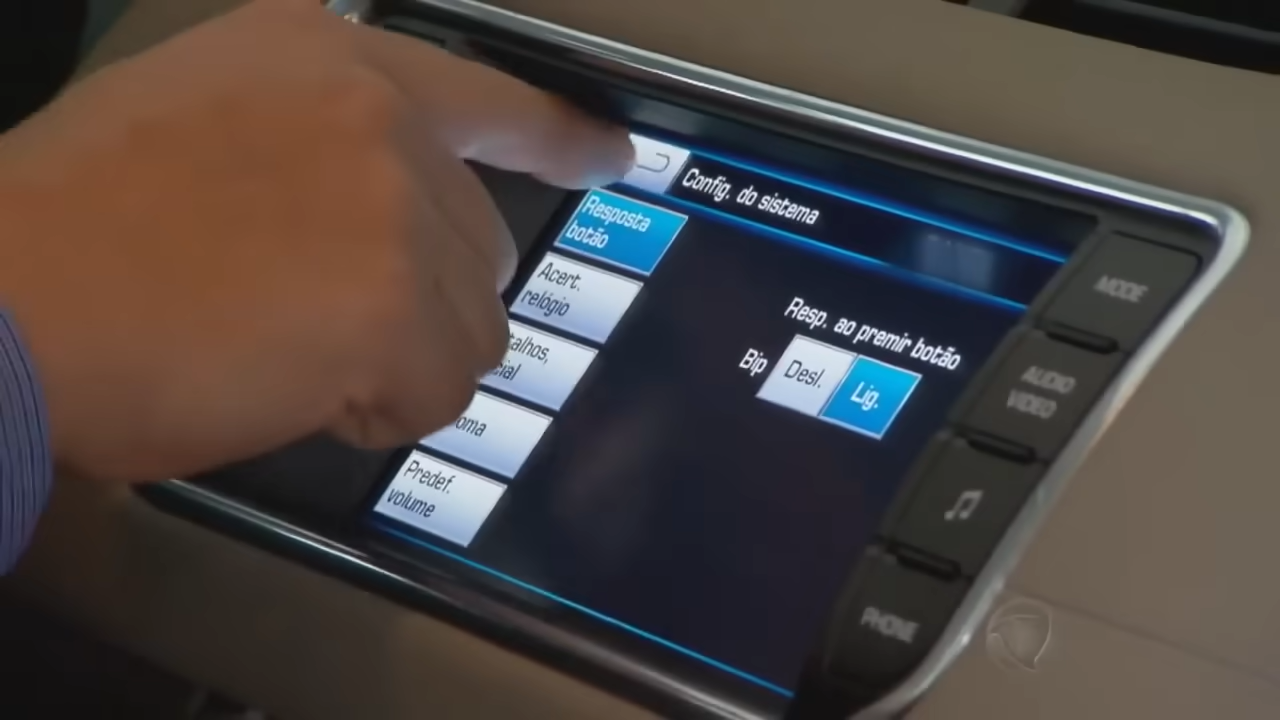 Config. do sistema
Resposta
botão
Acert.
relógio
talhos,
ial
oma
Predef.
volume
Resp. ao premir botão
Bip
Desl.
Lig.
MODE
AUDIO
VIDEO
PHONE